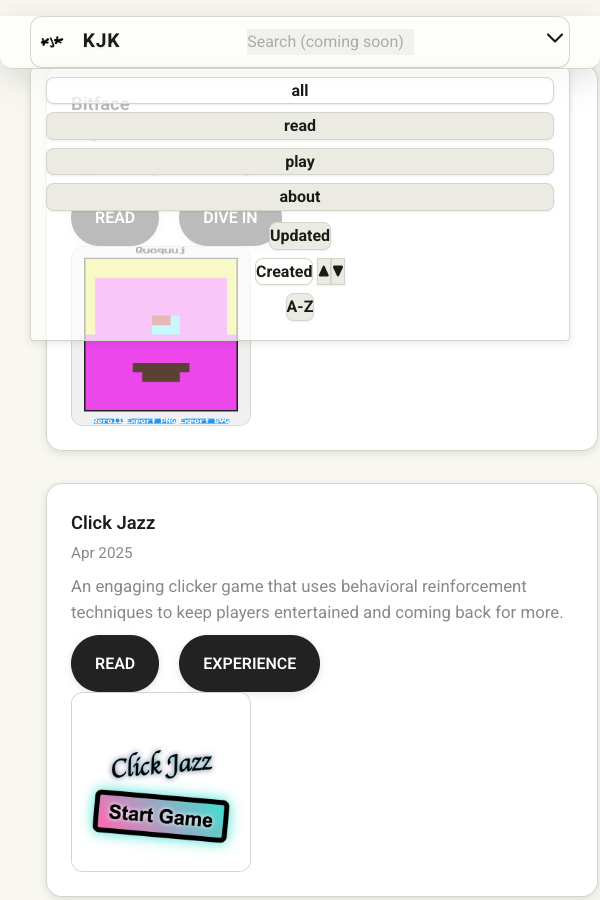 KJK
Search (coming soon)
all
Bitface
read
play
about
READ
DIVE IN
Updated
Quoquuj
Created ▲▼
A-Z
Reroll Export PNG Export SVG
Click Jazz
Apr 2025
An engaging clicker game that uses behavioral reinforcement
techniques to keep players entertained and coming back for more.
READ
EXPERIENCE
Click Jazz
Start Game